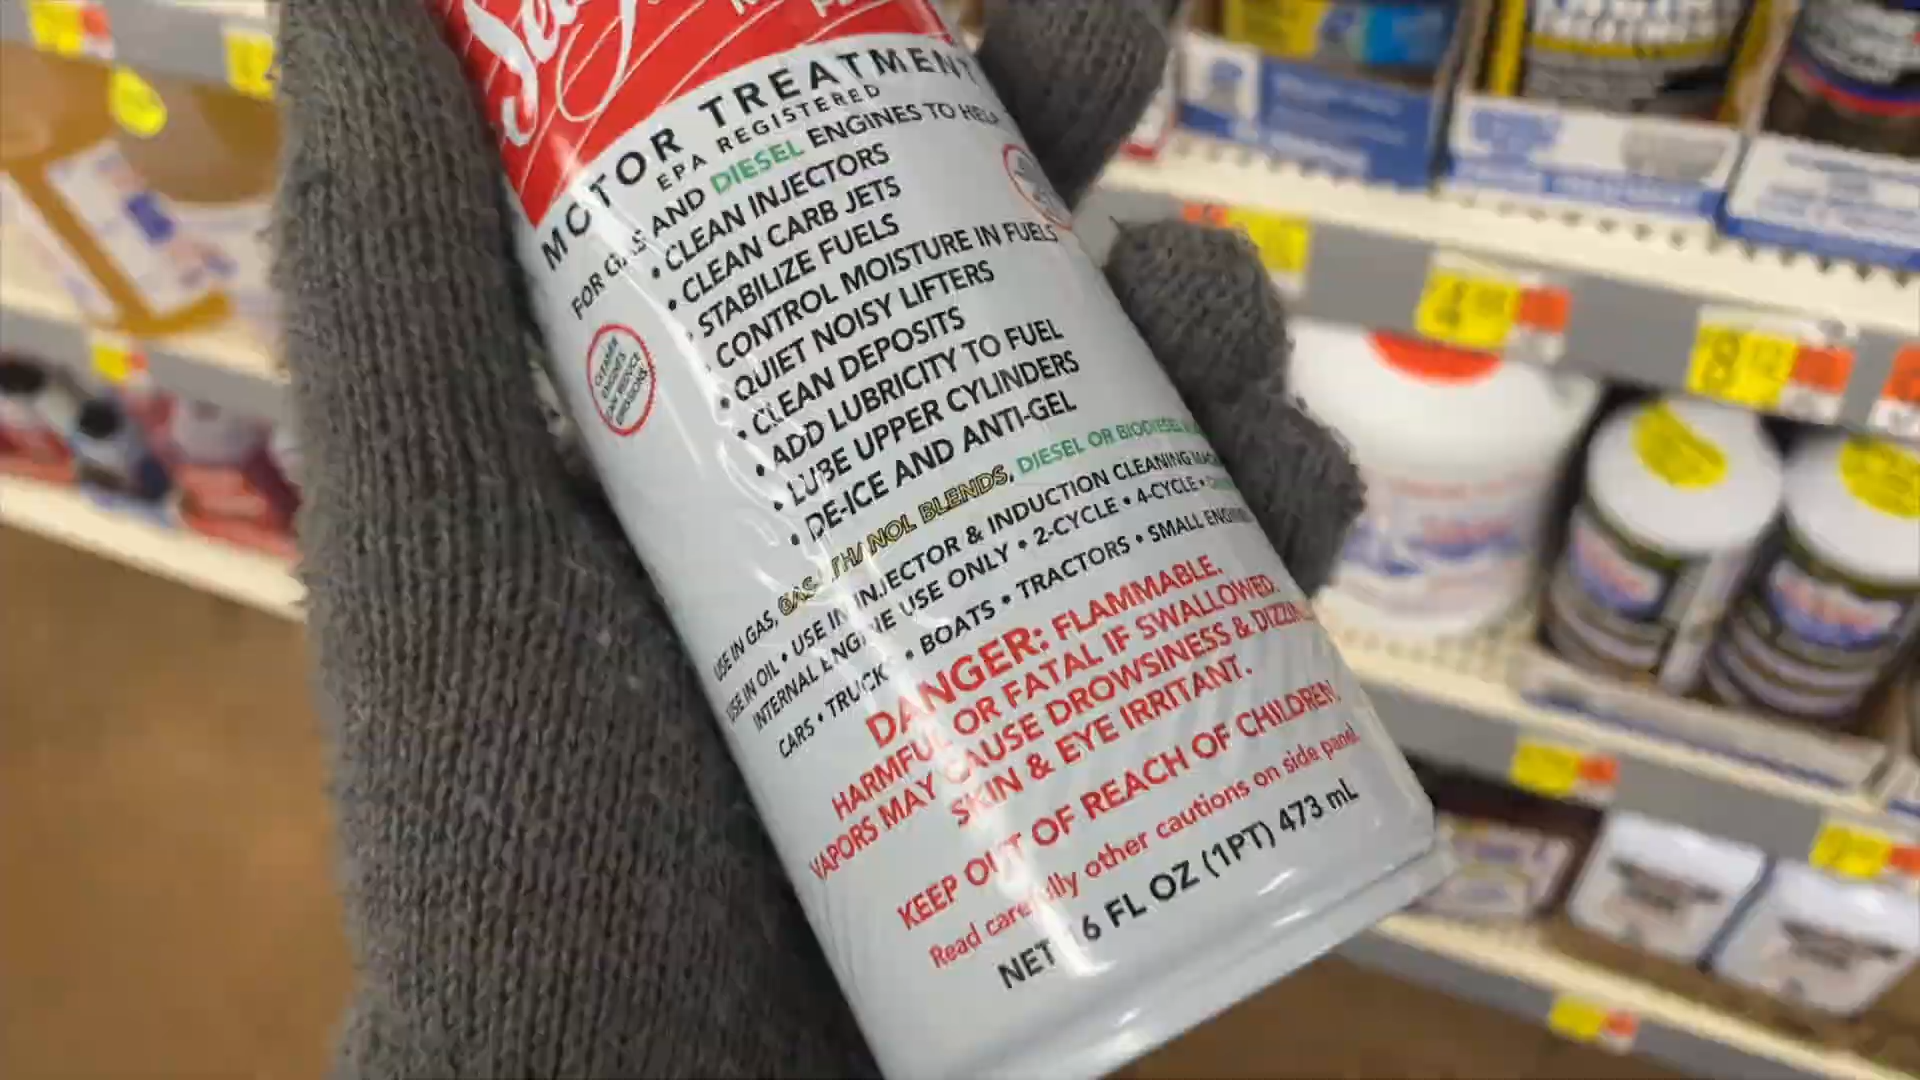 Sea
MOTOR TREATMENT
EPA REGISTERED
FOR GAS AND DIESEL ENGINES TO HELP
• CLEAN INJECTORS
• CLEAN CARB JETS
• STABILIZE FUELS
• CONTROL MOISTURE IN FUELS
• QUIET NOISY LIFTERS
• CLEAN DEPOSITS
• ADD LUBRICITY TO FUEL
• LUBE UPPER CYLINDERS
• DE-ICE AND ANTI-GEL
USE IN GAS, GAS ETHANOL BLENDS, DIESEL OR BIODIESEL
USE IN OIL • USE IN INJECTOR & INDUCTION CLEANING
INTERNAL ENGINE USE ONLY • 2-CYCLE • 4-CYCLE •
CARS • TRUCKS • BOATS • TRACTORS • SMALL ENGIN
DANGER: FLAMMABLE.
HARMFUL OR FATAL IF SWALLOWED.
VAPORS MAY CAUSE DROWSINESS & DIZZIN
SKIN & EYE IRRITANT.
KEEP OUT OF REACH OF CHILDREN!
Read carefully other cautions on side panel
NET 16 FL OZ (1PT) 473 mL